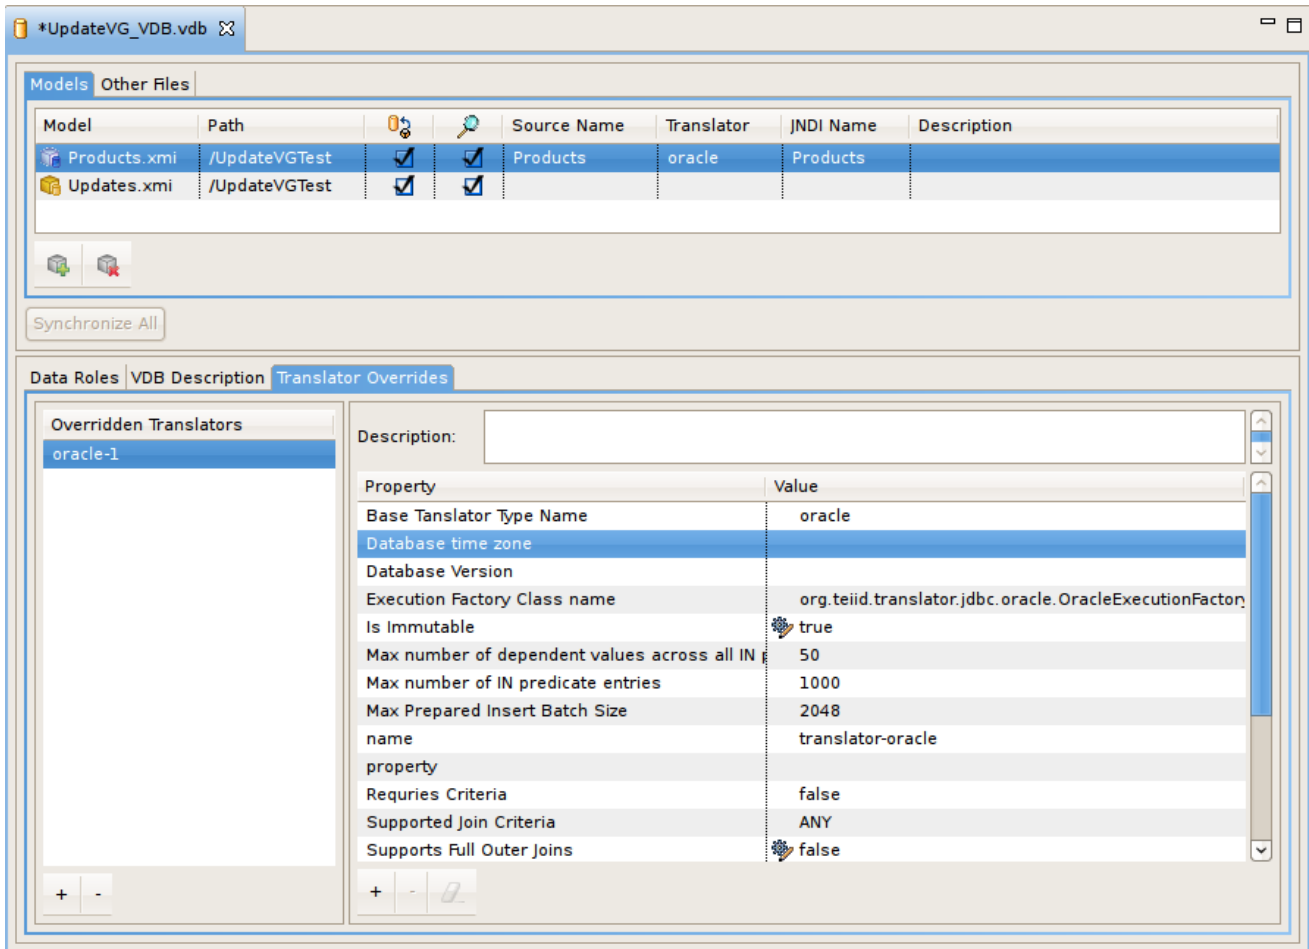 *UpdateVG_VDB.vdb
Models Other Files
Model Path Source Name Translator JNDI Name Description
Products.xmi /UpdateVGTest Products oracle Products
Updates.xmi /UpdateVGTest
Synchronize All
Data Roles VDB Description Translator Overrides
Overridden Translators
oracle-1
Description:
Property Value
Base Tanslator Type Name oracle
Database time zone
Database Version
Execution Factory Class name org.teiid.translator.jdbc.oracle.OracleExecutionFactory
Is Immutable true
Max number of dependent values across all IN 50
Max number of IN predicate entries 1000
Max Prepared Insert Batch Size 2048
name translator-oracle
property
Requries Criteria false
Supported Join Criteria ANY
Supports Full Outer Joins false
+ -
+ -